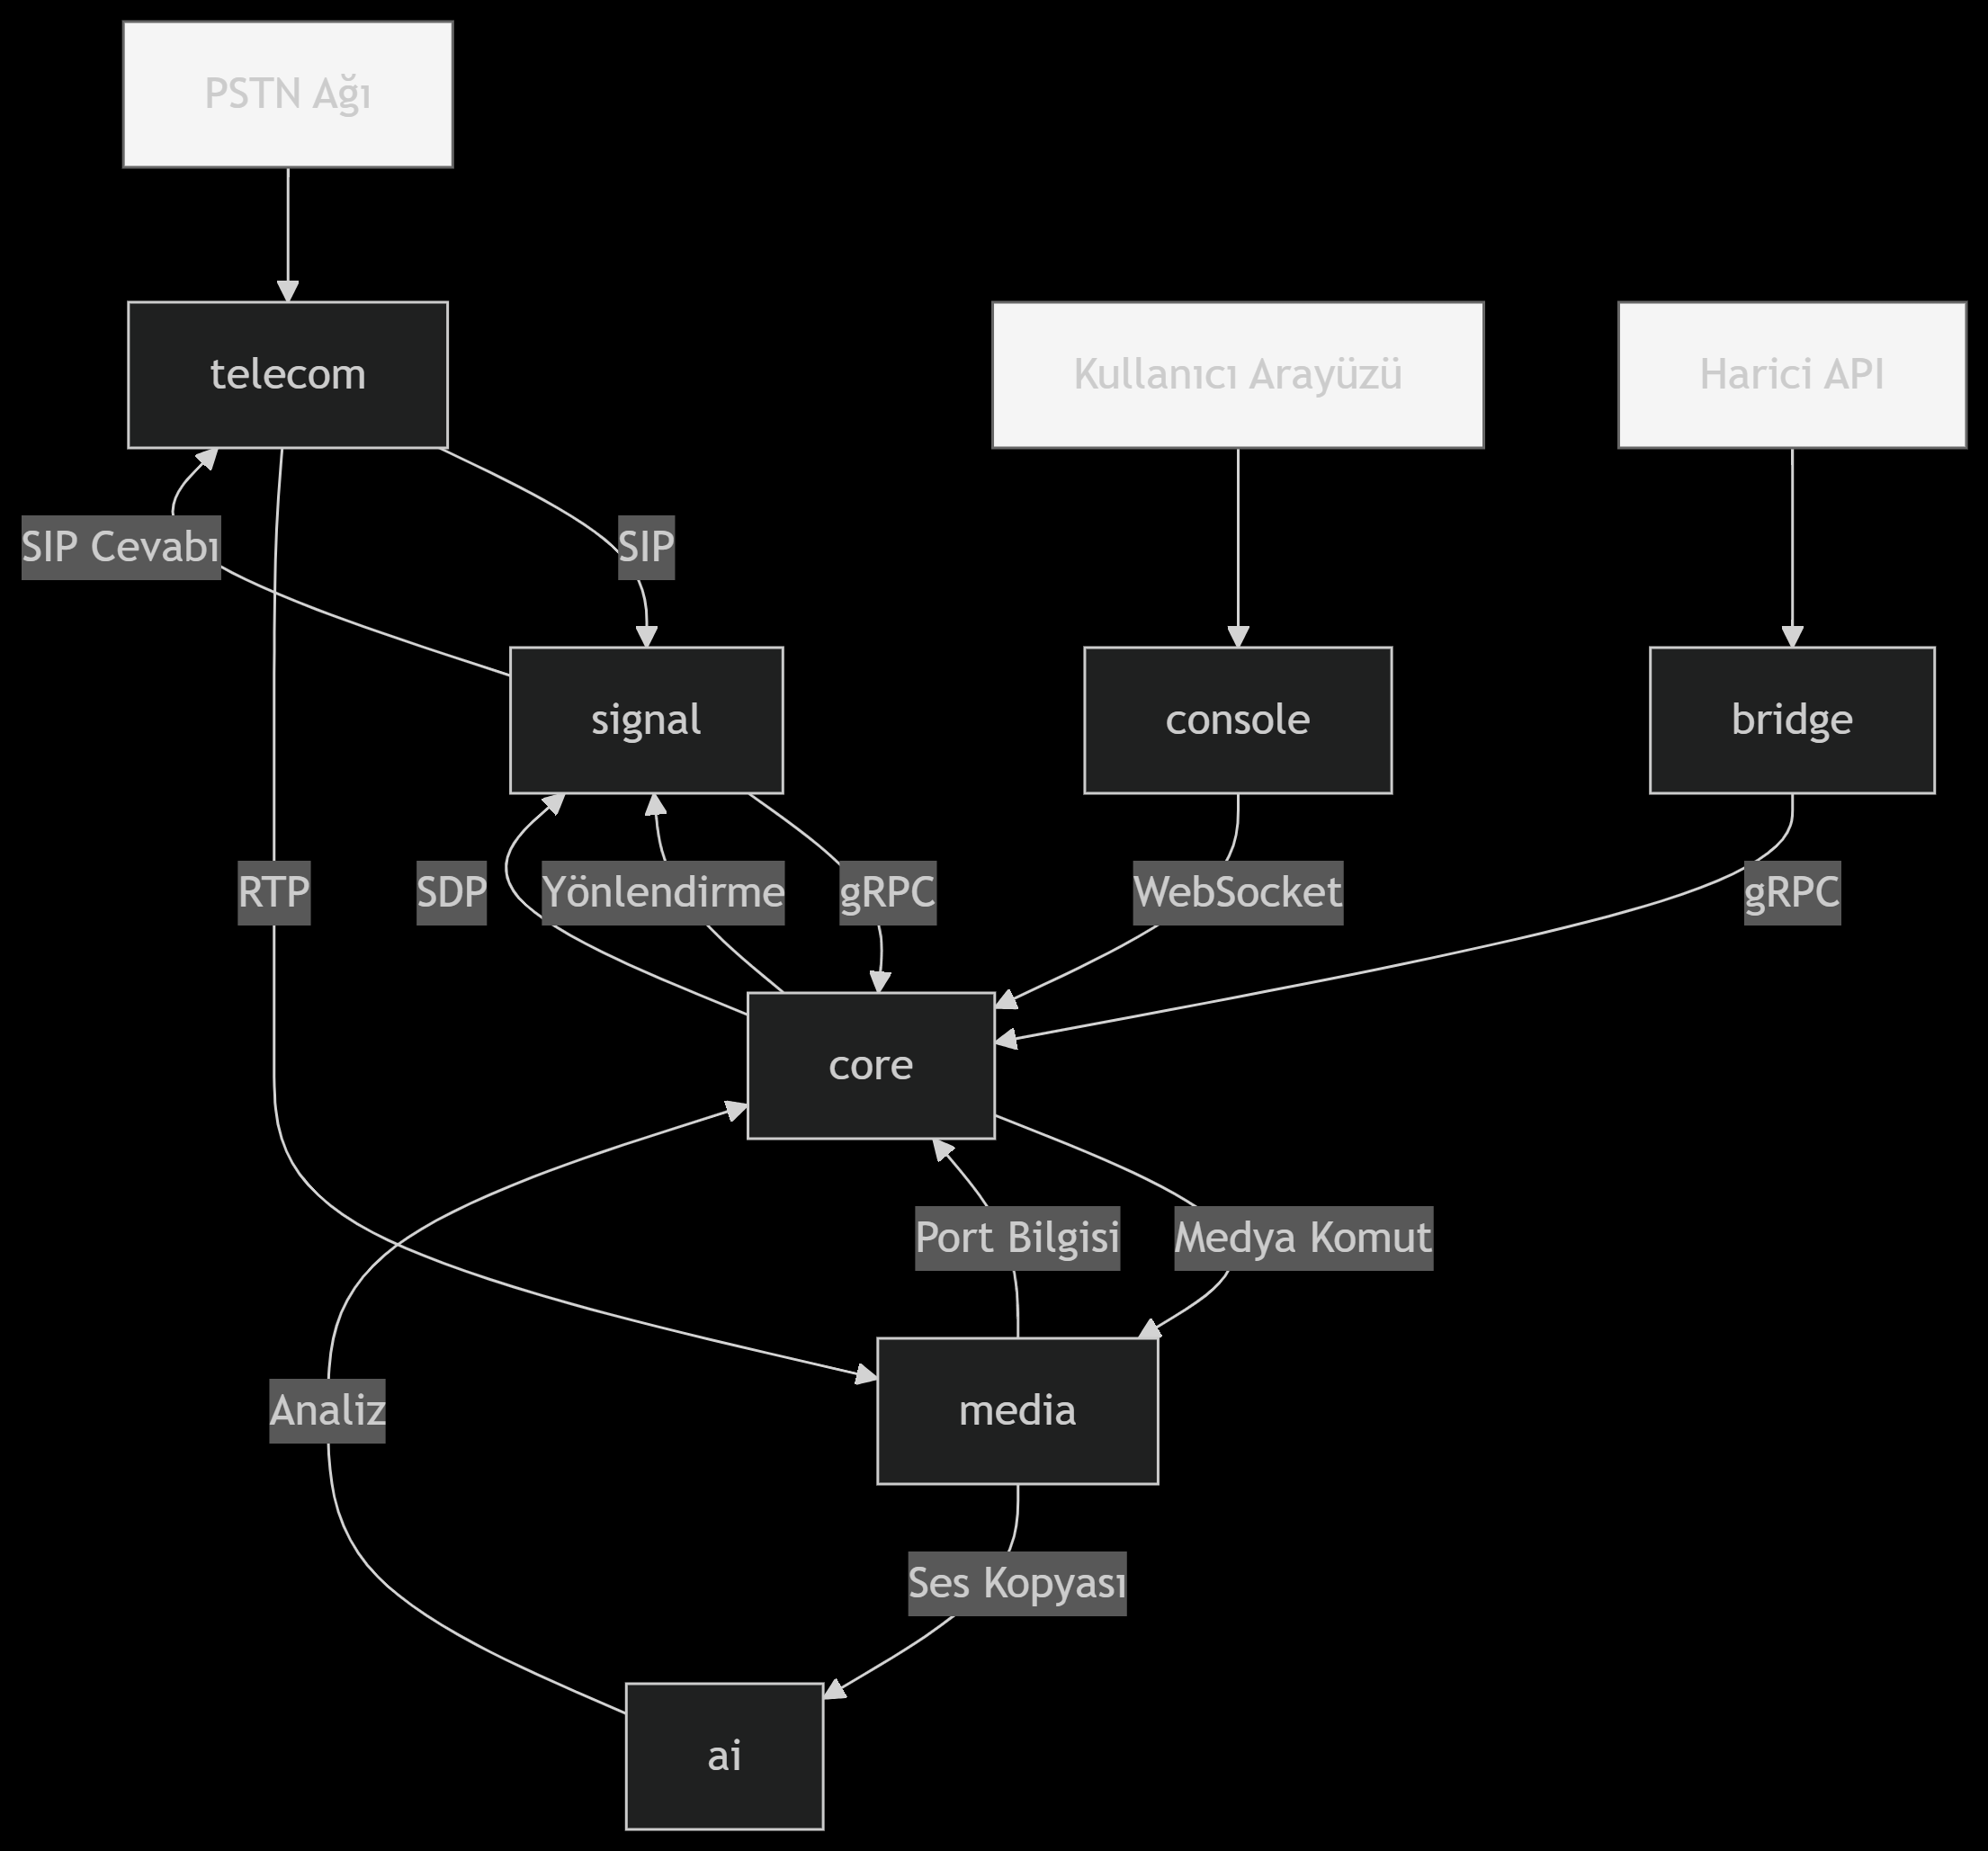 PSTN Ağı
telecom
Kullanıcı Arayüzü
Harici API
SIP Cevabı
SIP
signal
console
bridge
RTP
SDP
Yönlendirme
gRPC
WebSocket
gRPC
core
Port Bilgisi
Medya Komut
Analiz
media
Ses Kopyası
ai